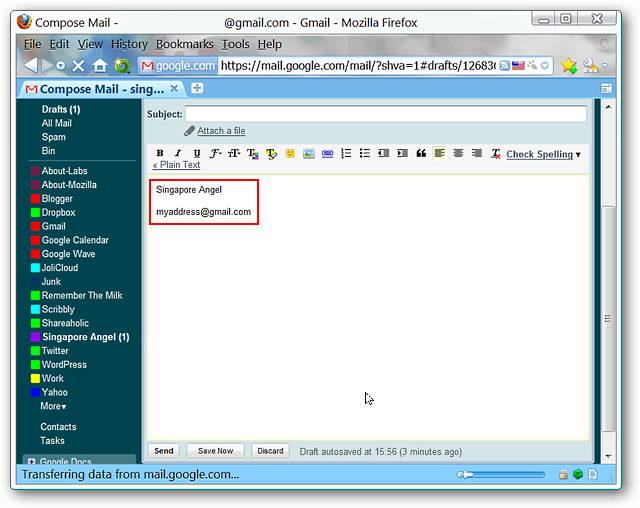 Compose Mail - @gmail.com - Gmail - Mozilla Firefox
File Edit View History Bookmarks Tools Help
google.com https://mail.google.com/mail/?shva=1#drafts/12683
Compose Mail - sing...
Drafts (1)
All Mail
Spam
Bin
About-Labs
About-Mozilla
Blogger
Dropbox
Gmail
Google Calendar
Google Wave
JoliCloud
Junk
Remember The Milk
Scribbly
Shareaholic
Singapore Angel (1)
Twitter
WordPress
Work
Yahoo
More▾
Contacts
Tasks
Google Docs
Subject:
Attach a file
Check Spelling ▾
« Plain Text
Singapore Angel
myaddress@gmail.com
Send Save Now Discard Draft autosaved at 15:56 (3 minutes ago)
Transferring data from mail.google.com...